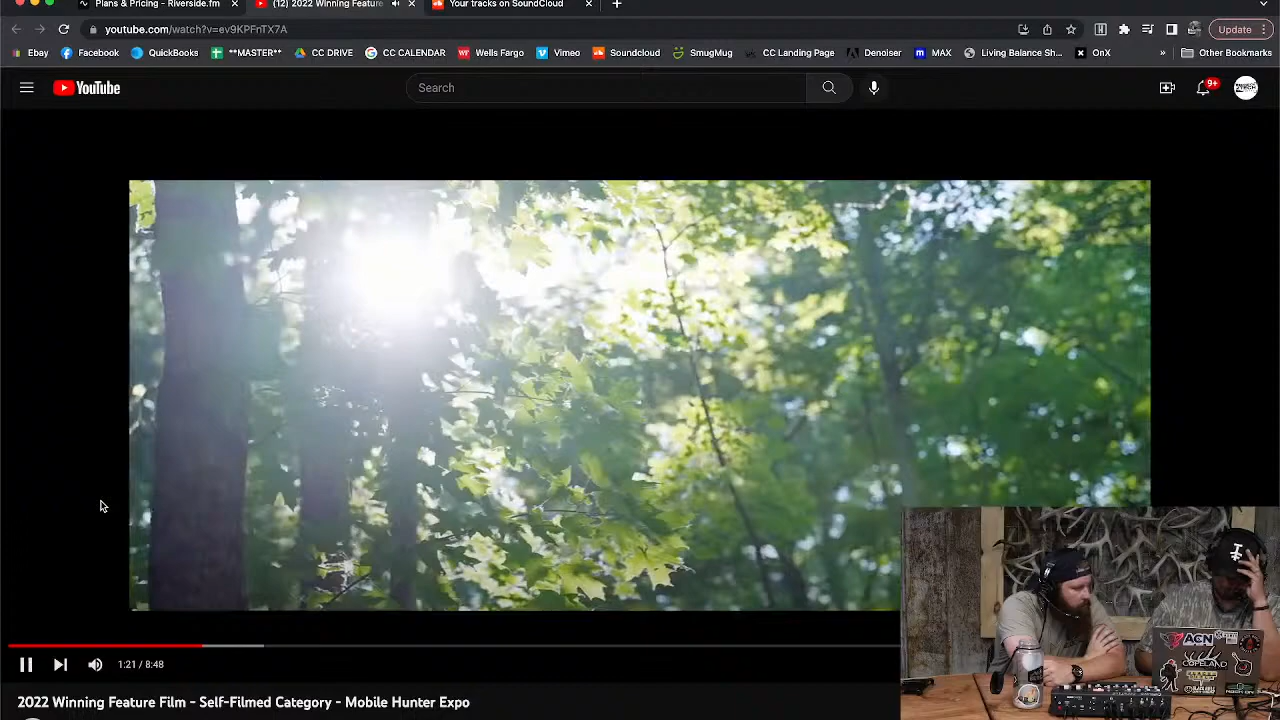 Plans & Pricing - Riverside.fm
(12) 2022 Winning Feature
Your tracks on SoundCloud
youtube.com/watch?v=ev9KPFnTX7A
Update
Ebay
Facebook
QuickBooks
**MASTER**
CC DRIVE
CC CALENDAR
Wells Fargo
Vimeo
Soundcloud
SmugMug
CC Landing Page
Denoiser
MAX
Living Balance Sh...
OnX
»
Other Bookmarks
YouTube
Search
9+
1:21 / 8:48
ACN
COPELAND
2022 Winning Feature Film - Self-Filmed Category - Mobile Hunter Expo